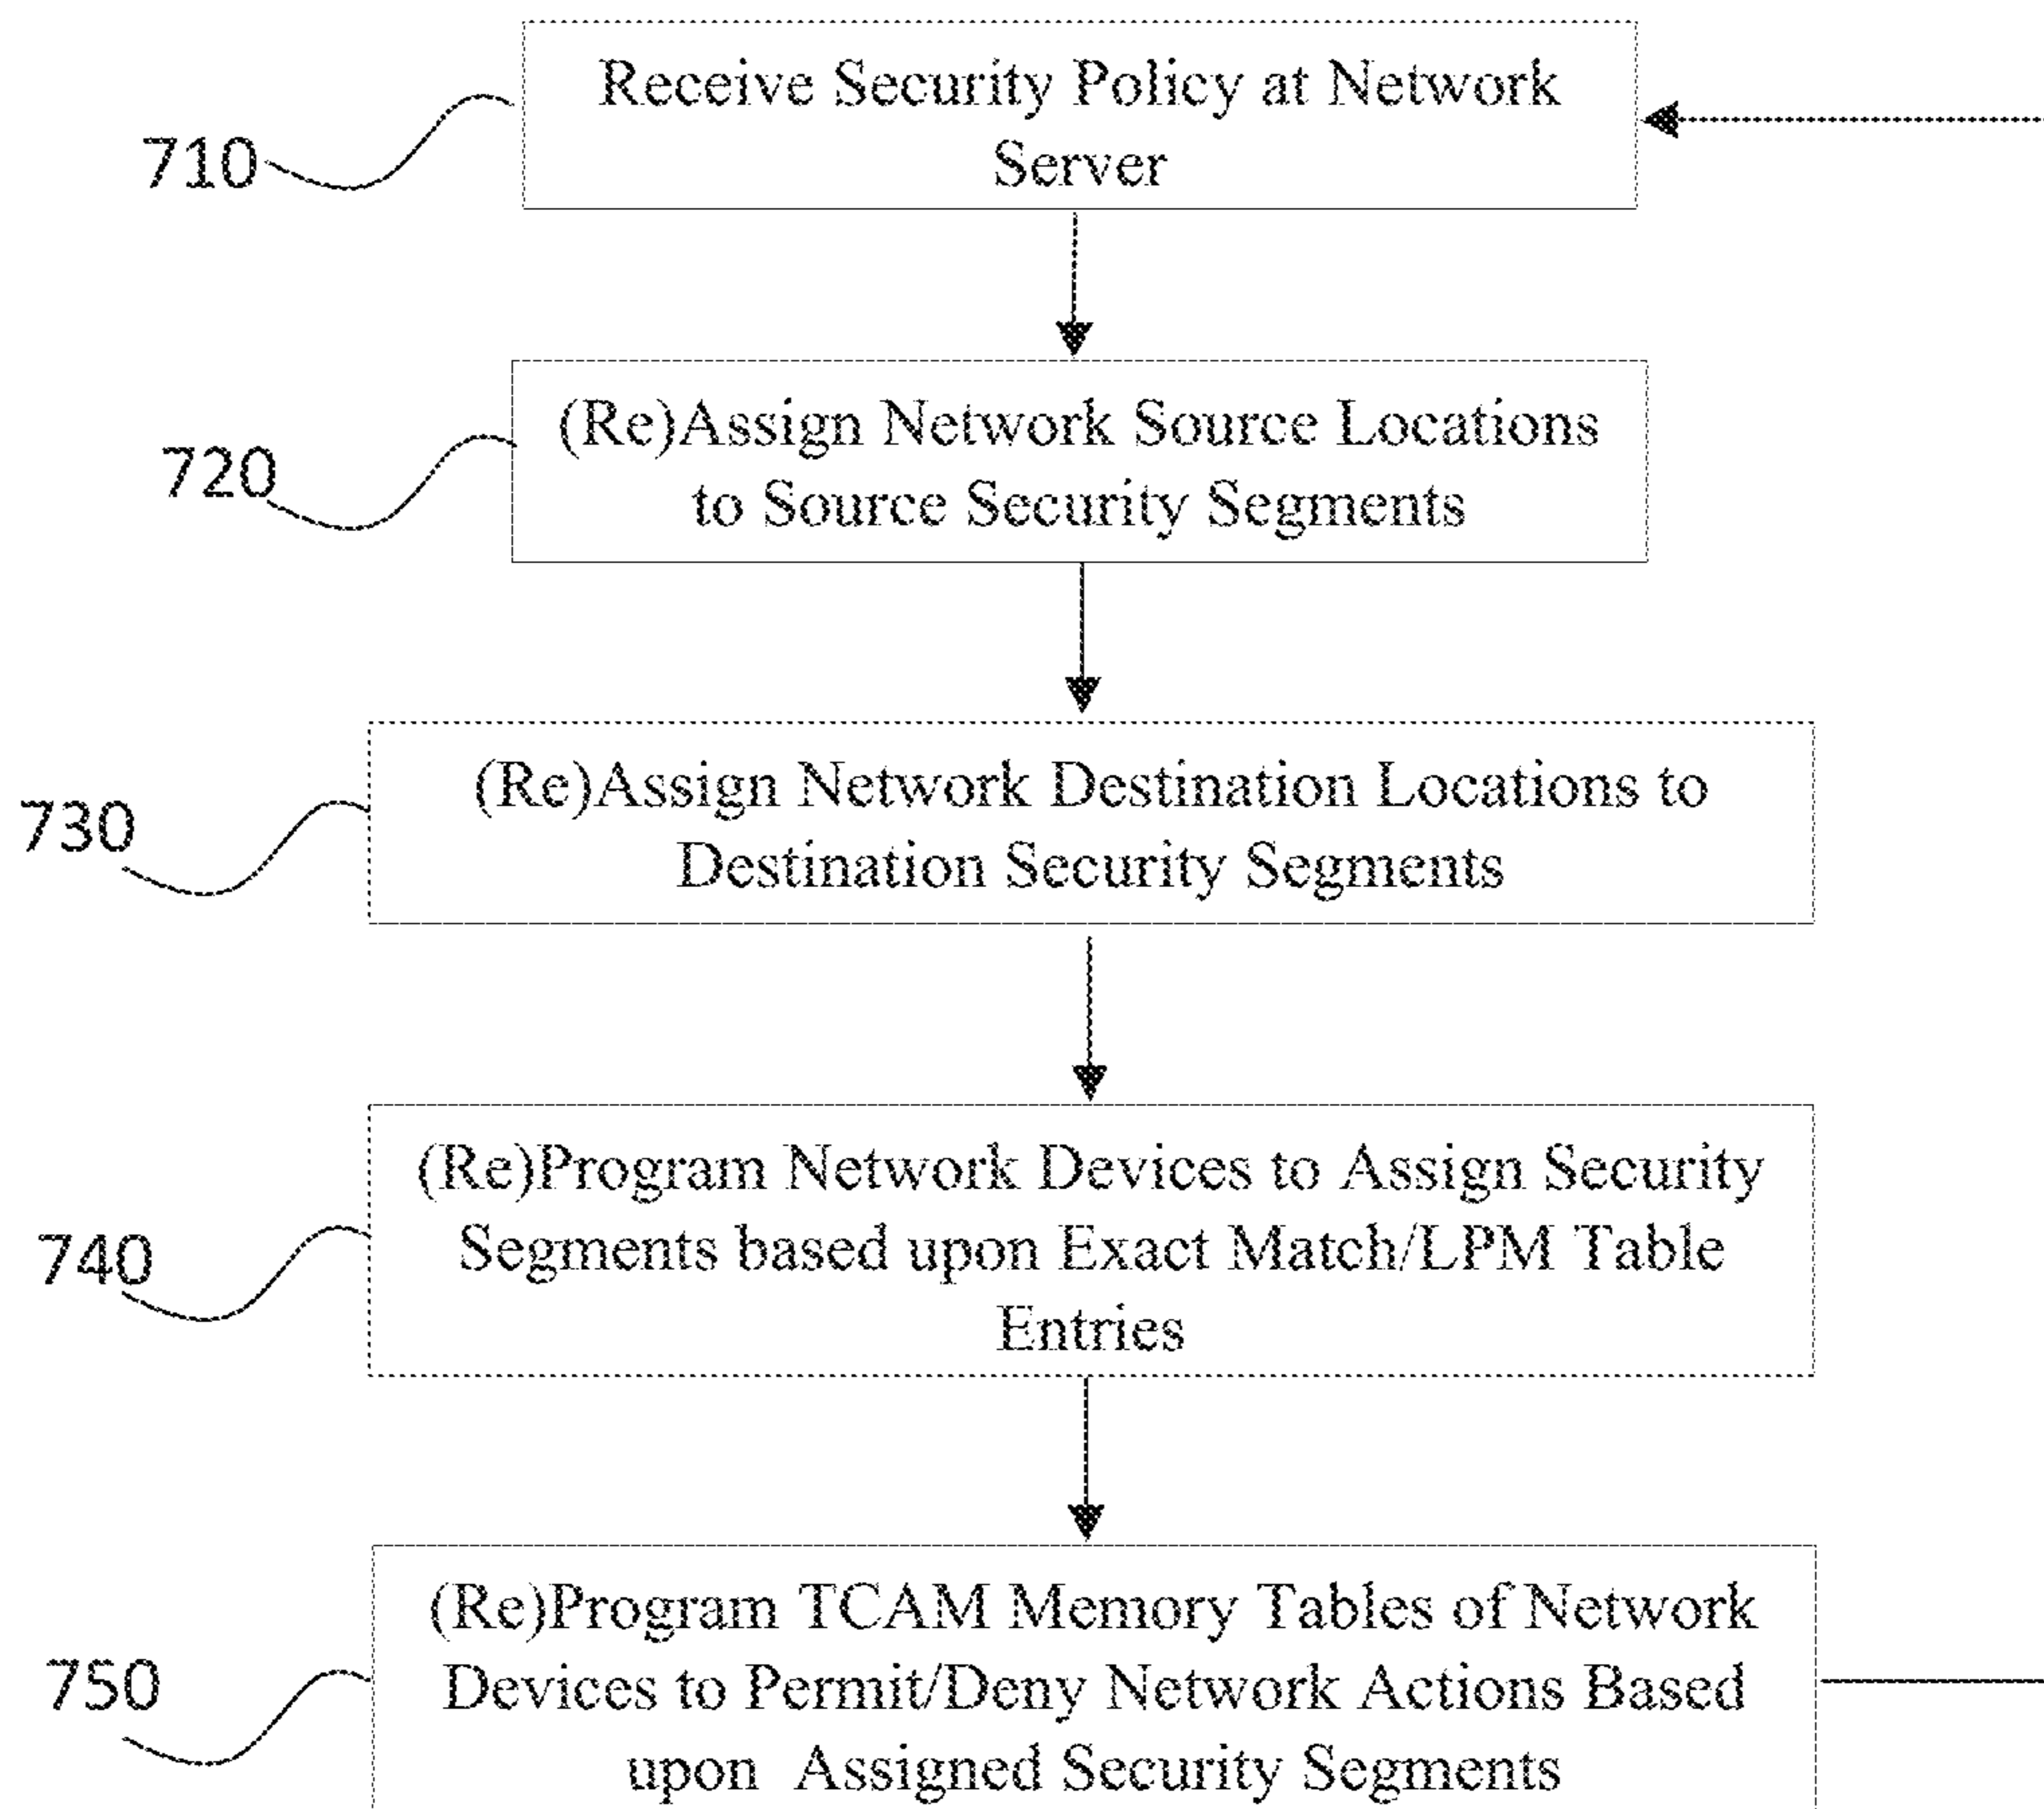 Receive Security Policy at Network
Server
710
(Re)Assign Network Source Locations
to Source Security Segments
720
(Re)Assign Network Destination Locations to
Destination Security Segments
730
(Re)Program Network Devices to Assign Security
Segments based upon Exact Match/LPM Table
Entries
740
(Re)Program TCAM Memory Tables of Network
Devices to Permit/Deny Network Actions Based
upon Assigned Security Segments
750